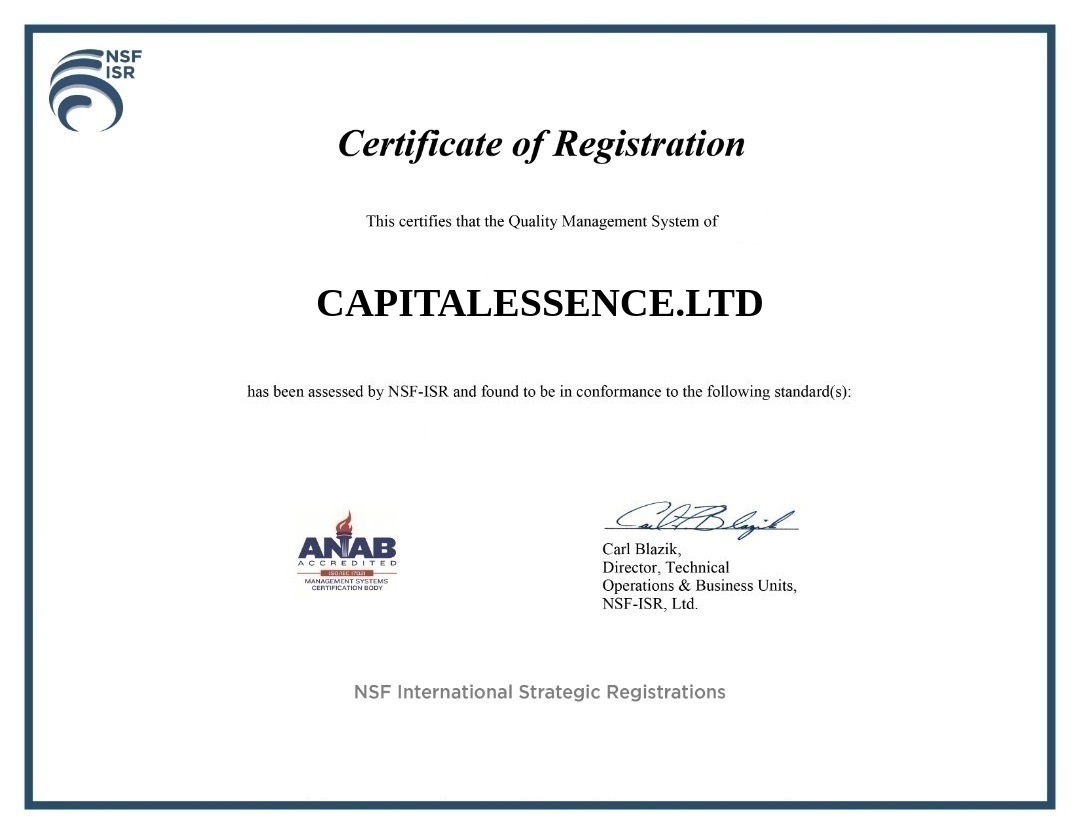 NSF
ISR
Certificate of Registration
This certifies that the Quality Management System of
CAPITALESSENCE.LTD
has been assessed by NSF-ISR and found to be in conformance to the following standard(s):
ANAB
ACCREDITED
MANAGEMENT SYSTEMS
CERTIFICATION BODY
Carl Blazik
Carl Blazik,
Director, Technical
Operations & Business Units,
NSF-ISR, Ltd.
NSF International Strategic Registrations